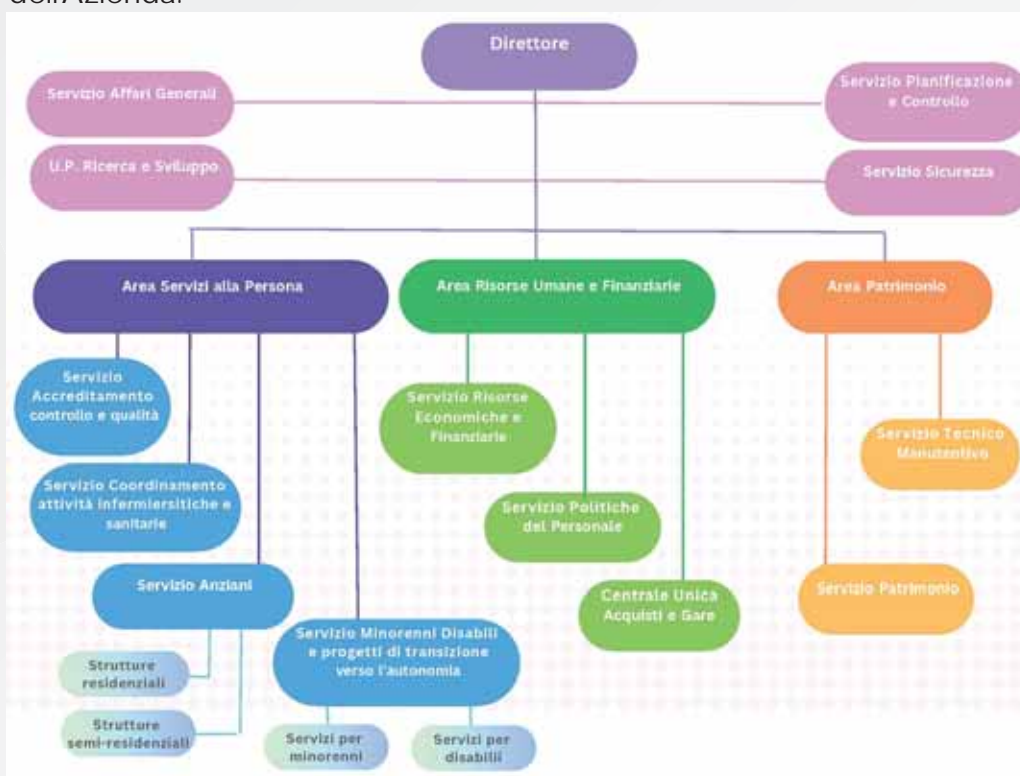 dell'Azienda.
Direttore
Servizio Affari Generali
Servizio Pianificazione
e Controllo
U.P. Ricerca e Sviluppo
Servizio Sicurezza
Area Servizi alla Persona
Area Risorse Umane e Finanziarie
Area Patrimonio
Servizio
Accreditamento
controllo e qualità
Servizio Coordinamento
attività infermiersitiche e
sanitarie
Servizio Anziani
Strutture
residenziali
Strutture
semi-residenziali
Servizio Minorenni Disabili
e progetti di transizione
verso l'autonomia
Servizi per
minorenni
Servizi per
disabilii
Servizio Risorse
Economiche e
Finanziarie
Servizio Politiche
del Personale
Centrale Unica
Acquisti e Gare
Servizio Tecnico
Manutentivo
Servizio Patrimonio